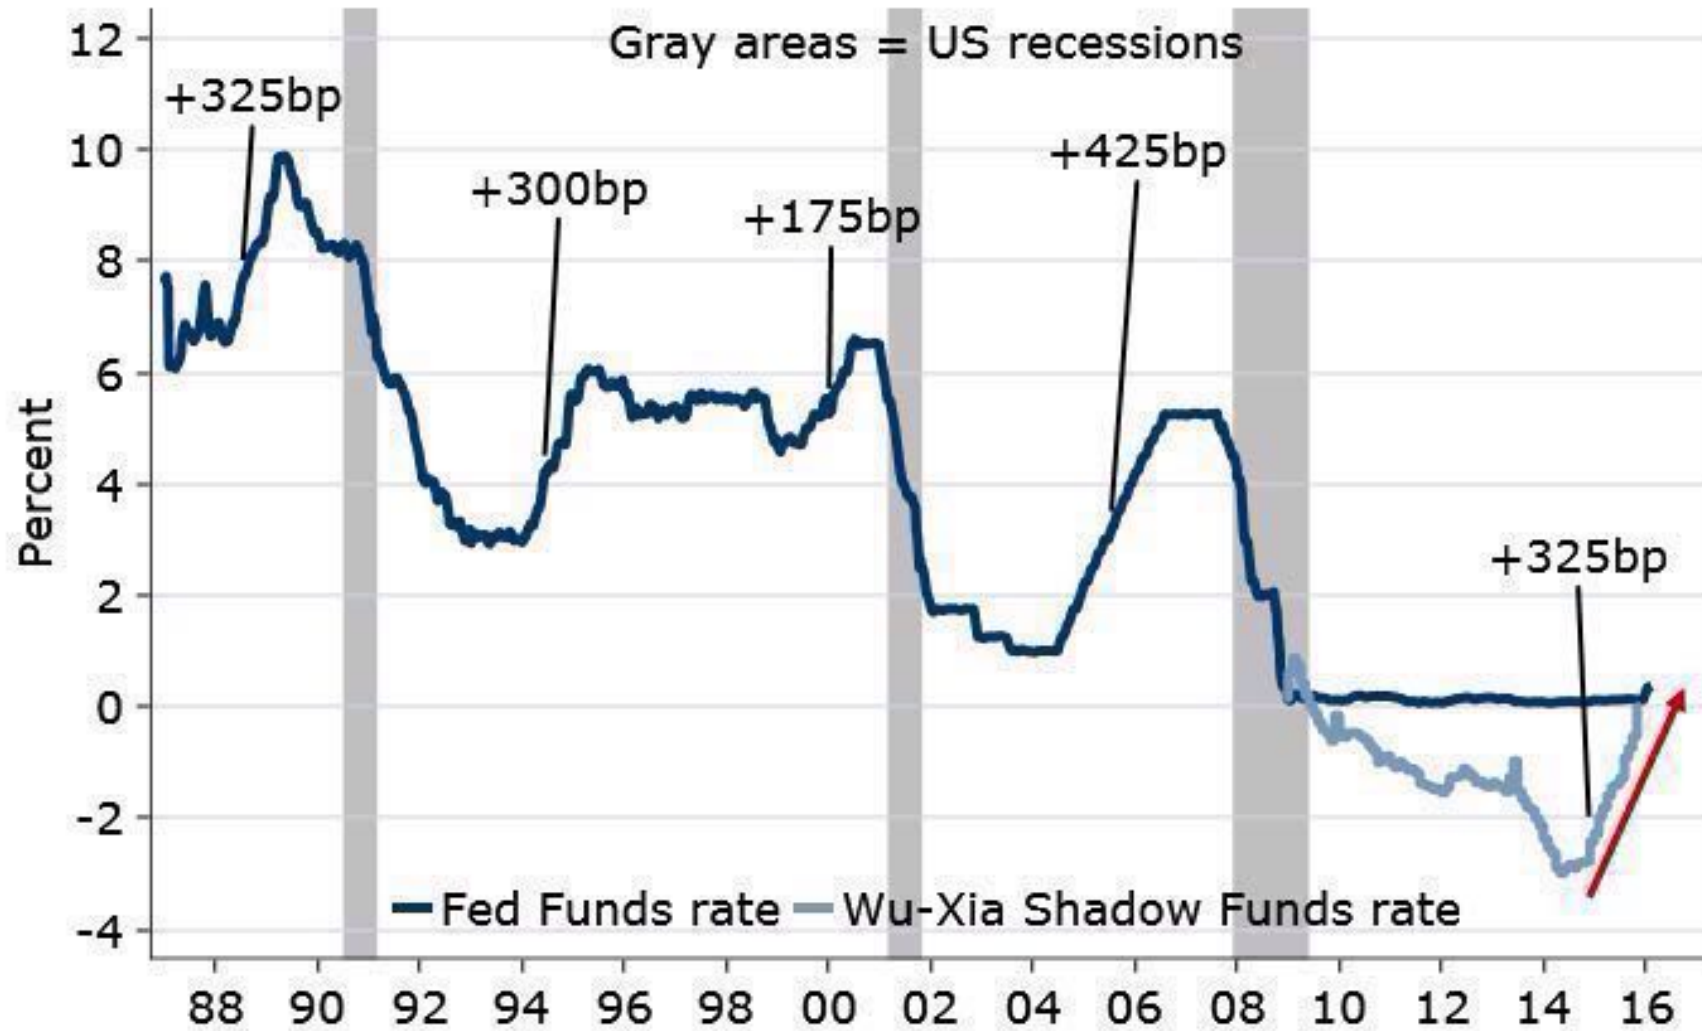 Gray areas = US recessions
+325bp
+300bp
+175bp
+425bp
+325bp
Percent
12
10
8
6
4
2
0
-2
-4
Fed Funds rate
Wu-Xia Shadow Funds rate
88 90 92 94 96 98 00 02 04 06 08 10 12 14 16